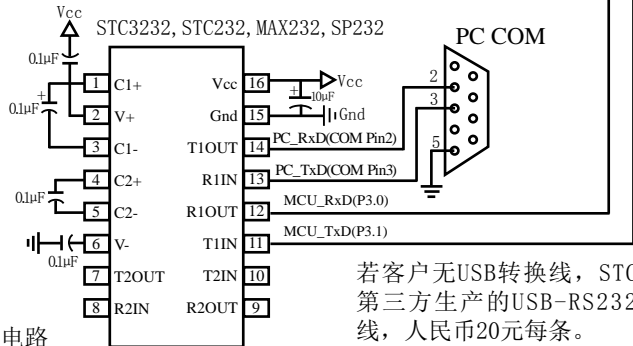 Vcc
STC3232, STC232, MAX232, SP232
PC COM
0.1μF
0.1μF
1 C1+ Vcc 16 Vcc
10μF
2 V+ Gnd 15 Gnd
3 C1- T1OUT 14 PC_RxD(COM Pin2)
4 C2+ R1IN 13 PC_TxD(COM Pin3)
0.1μF
5 C2- R1OUT 12 MCU_RxD(P3.0)
6 V- T1IN 11 MCU_TxD(P3.1)
0.1μF
7 T2OUT T2IN 10
8 R2IN R2OUT 9
2
3
5
若客户无USB转换线，STC
第三方生产的USB-RS232
线，人民币20元每条。
电路